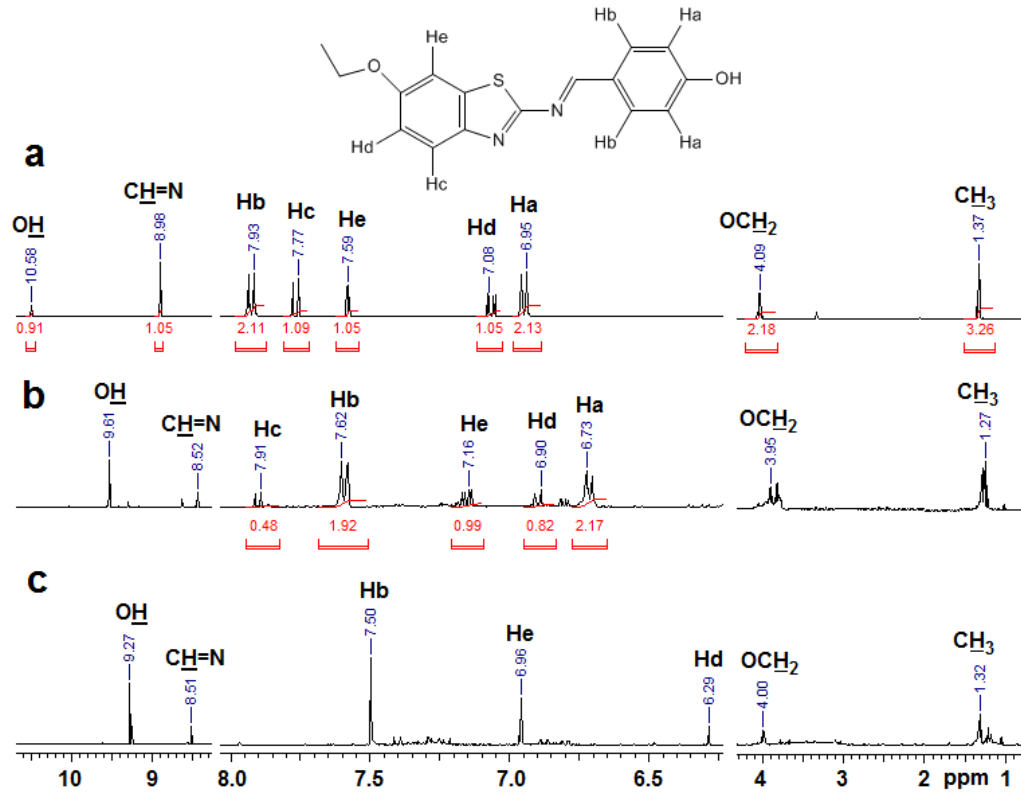 Hb Ha
He
O S OH
N
N
Hd Hb Ha
Hc
a
OH CH=N Hb Hc He Hd Ha OCH2 CH3
10.58 8.98 7.93 7.77 7.59 7.08 6.95 4.09 1.37
0.91 1.05 2.11 1.09 1.05 1.05 2.13 2.18 3.26
b
OH CH=N Hc Hb He Hd Ha OCH2 CH3
9.61 8.52 7.91 7.62 7.16 6.90 6.73 3.95 1.27
0.48 1.92 0.99 0.82 2.17
c
OH CH=N Hb He Hd OCH2 CH3
9.27 8.51 7.50 6.96 6.29 4.00 1.32
10 9 8.0 7.5 7.0 6.5 4 3 2 ppm 1